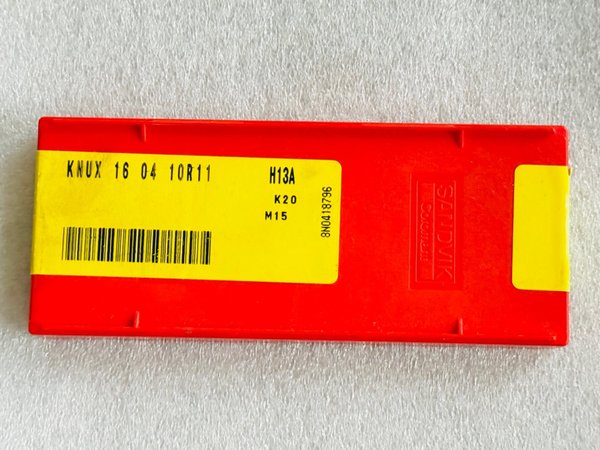 KNUX 16 04 10R11
H13A
K20
M15
8N0418796
SANDVIK
Coromant